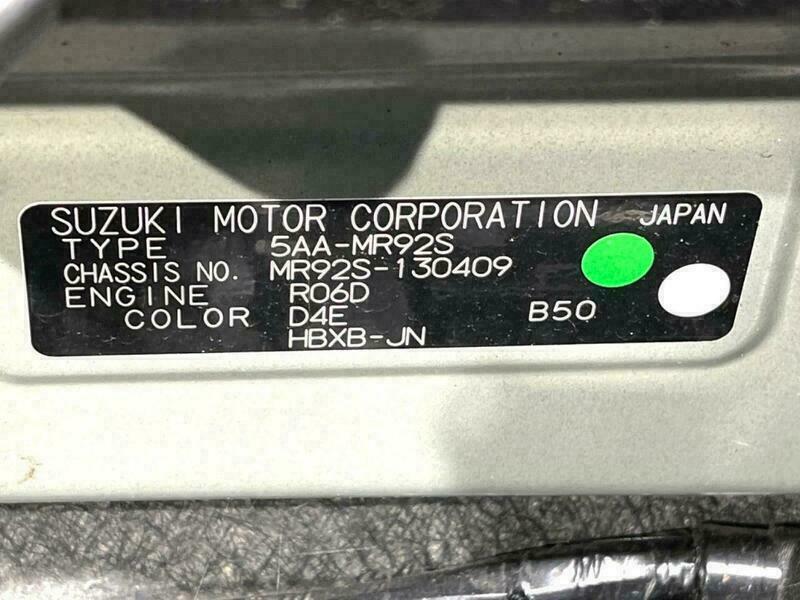 SUZUKI MOTOR CORPORATION JAPAN
TYPE 5AA-MR92S
CHASSIS NO. MR92S-130409
ENGINE R06D
COLOR D4E B50
HBXB-JN